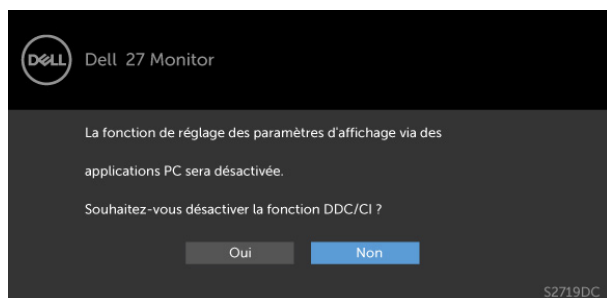 DELL
Dell 27 Monitor
La fonction de réglage des paramètres d'affichage via des
applications PC sera désactivée.
Souhaitez-vous désactiver la fonction DDC/CI ?
Oui Non
S2719DC